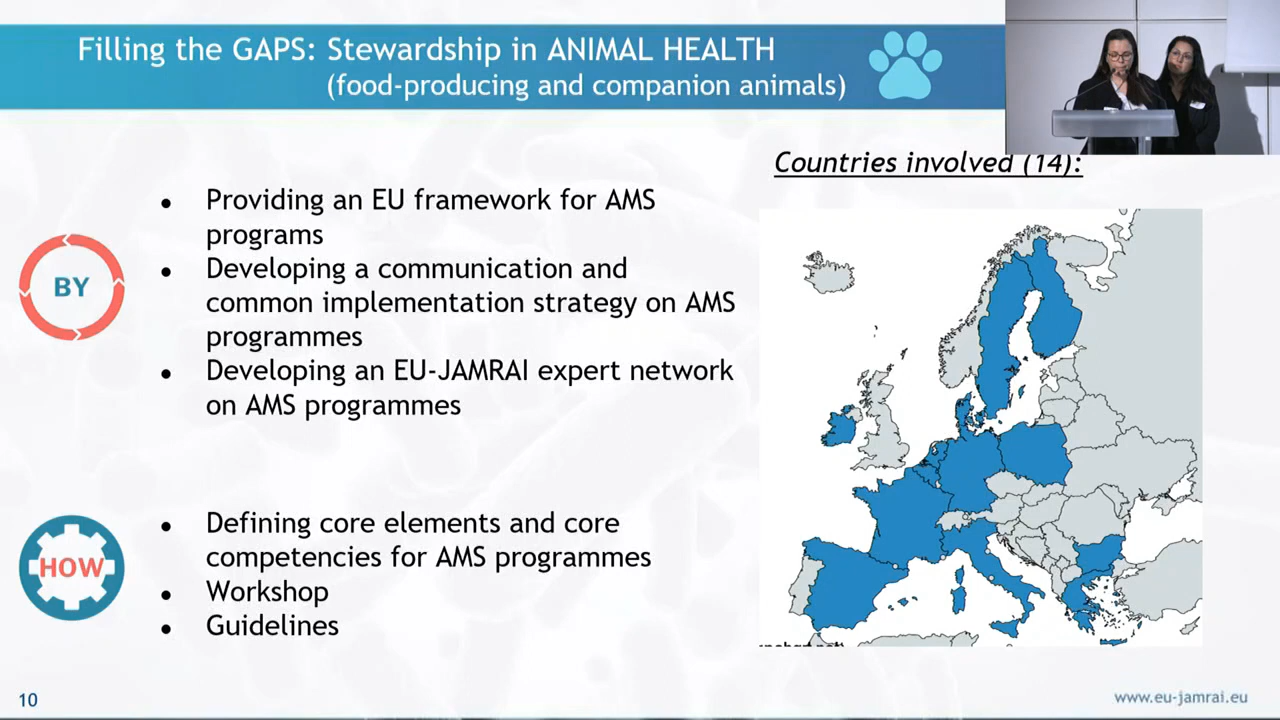 Filling the GAPS: Stewardship in ANIMAL HEALTH
(food-producing and companion animals)
Countries involved (14):
BY
● Providing an EU framework for AMS
programs
● Developing a communication and
common implementation strategy on AMS
programmes
● Developing an EU-JAMRAI expert network
on AMS programmes
HOW
● Defining core elements and core
competencies for AMS programmes
● Workshop
● Guidelines
10
www.eu-jamrai.eu